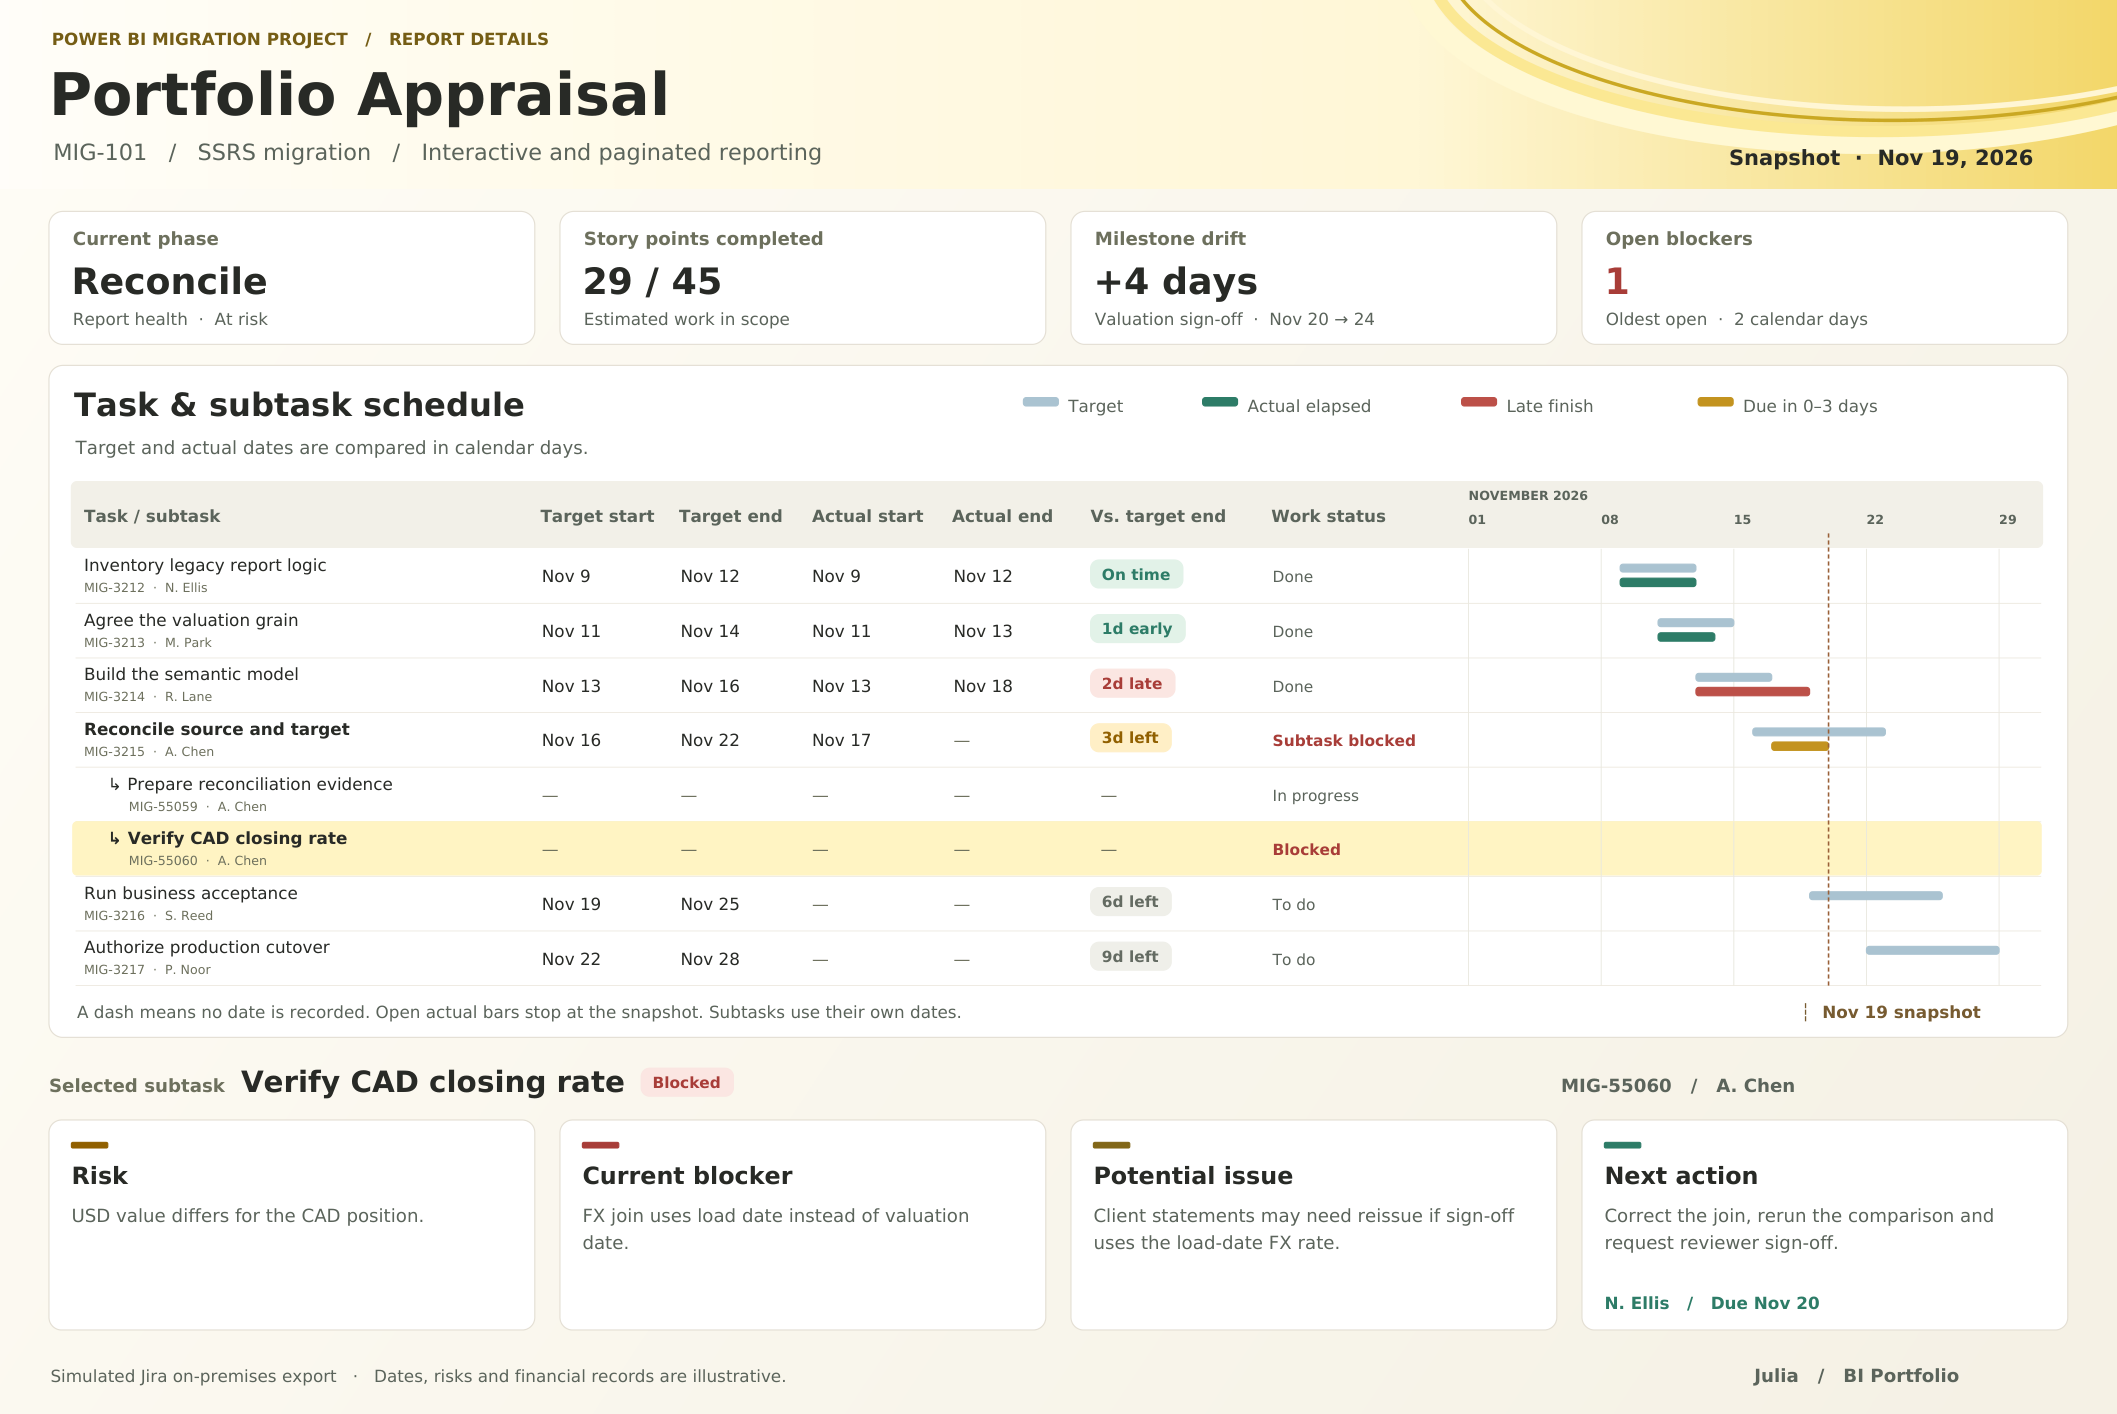 POWER BI MIGRATION PROJECT / REPORT DETAILS
Portfolio Appraisal
MIG-101 / SSRS migration / Interactive and paginated reporting
Snapshot · Nov 19, 2026
Current phase
Reconcile
Report health · At risk
Story points completed
29 / 45
Estimated work in scope
Milestone drift
+4 days
Valuation sign-off · Nov 20 → 24
Open blockers
1
Oldest open · 2 calendar days
Task & subtask schedule
Target
Actual elapsed
Late finish
Due in 0–3 days
Target and actual dates are compared in calendar days.
NOVEMBER 2026
Task / subtask Target start Target end Actual start Actual end Vs. target end Work status 01 08 15 22 29
Inventory legacy report logic
MIG-3212 · N. Ellis
Nov 9 Nov 12 Nov 9 Nov 12 On time Done
Agree the valuation grain
MIG-3213 · M. Park
Nov 11 Nov 14 Nov 11 Nov 13 1d early Done
Build the semantic model
MIG-3214 · R. Lane
Nov 13 Nov 16 Nov 13 Nov 18 2d late Done
Reconcile source and target
MIG-3215 · A. Chen
Nov 16 Nov 22 Nov 17 — 3d left Subtask blocked
↳ Prepare reconciliation evidence
MIG-55059 · A. Chen
— — — — — In progress
↳ Verify CAD closing rate
MIG-55060 · A. Chen
— — — — — Blocked
Run business acceptance
MIG-3216 · S. Reed
Nov 19 Nov 25 — — 6d left To do
Authorize production cutover
MIG-3217 · P. Noor
Nov 22 Nov 28 — — 9d left To do
A dash means no date is recorded. Open actual bars stop at the snapshot. Subtasks use their own dates.
Nov 19 snapshot
Selected subtask Verify CAD closing rate Blocked
MIG-55060 / A. Chen
Risk
USD value differs for the CAD position.
Current blocker
FX join uses load date instead of valuation
date.
Potential issue
Client statements may need reissue if sign-off
uses the load-date FX rate.
Next action
Correct the join, rerun the comparison and
request reviewer sign-off.
N. Ellis / Due Nov 20
Simulated Jira on-premises export · Dates, risks and financial records are illustrative.
Julia / BI Portfolio